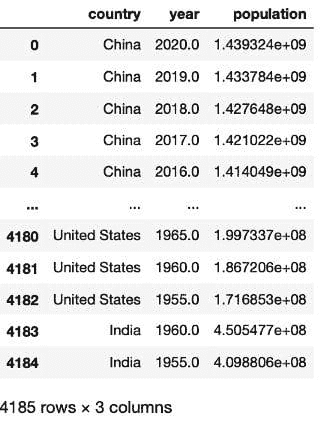 country year population
0 China 2020.0 1.439324e+09
1 China 2019.0 1.433784e+09
2 China 2018.0 1.427648e+09
3 China 2017.0 1.421022e+09
4 China 2016.0 1.414049e+09
... ... ... ...
4180 United States 1965.0 1.997337e+08
4181 United States 1960.0 1.867206e+08
4182 United States 1955.0 1.716853e+08
4183 India 1960.0 4.505477e+08
4184 India 1955.0 4.098806e+08
4185 rows × 3 columns